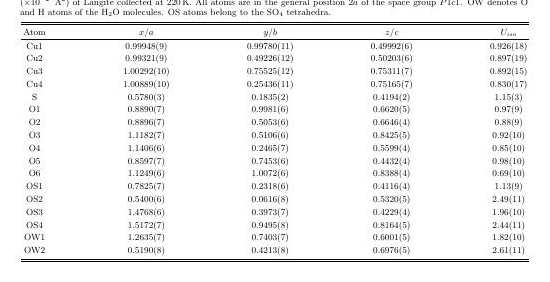 (×10⁻ Å) of Langite collected at 220 K. All atoms are in the general position 2a of the space group P1c1. OW denotes O
and H atoms of the H₂O molecules. OS atoms belong to the SO₄ tetrahedra.
Atom x/a y/b z/c Uiso
Cu1 0.99948(9) 0.99780(11) 0.49992(6) 0.926(18)
Cu2 0.99321(9) 0.49226(12) 0.50203(6) 0.897(19)
Cu3 1.00292(10) 0.75525(12) 0.75311(7) 0.892(15)
Cu4 1.00889(10) 0.25436(11) 0.75165(7) 0.830(17)
S 0.5780(3) 0.1835(2) 0.4194(2) 1.15(3)
O1 0.8890(7) 0.9981(6) 0.6620(5) 0.97(9)
O2 0.8896(7) 0.5053(6) 0.6646(4) 0.88(9)
O3 1.1182(7) 0.5106(6) 0.8425(5) 0.92(10)
O4 1.1406(6) 0.2465(7) 0.5599(4) 0.85(10)
O5 0.8597(7) 0.7453(6) 0.4432(4) 0.98(10)
O6 1.1249(6) 1.0072(6) 0.8388(4) 0.69(10)
OS1 0.7825(7) 0.2318(6) 0.4116(4) 1.13(9)
OS2 0.5400(6) 0.0616(8) 0.5320(5) 2.49(11)
OS3 1.4768(6) 0.3973(7) 0.4229(4) 1.96(10)
OS4 1.5172(7) 0.9495(8) 0.8164(5) 2.44(11)
OW1 1.2635(7) 0.7403(7) 0.6001(5) 1.82(10)
OW2 0.5190(8) 0.4213(8) 0.6976(5) 2.61(11)